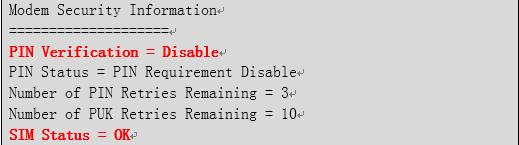 Modem Security Information
====================
PIN Verification = Disable
PIN Status = PIN Requirement Disable
Number of PIN Retries Remaining = 3
Number of PUK Retries Remaining = 10
SIM Status = OK